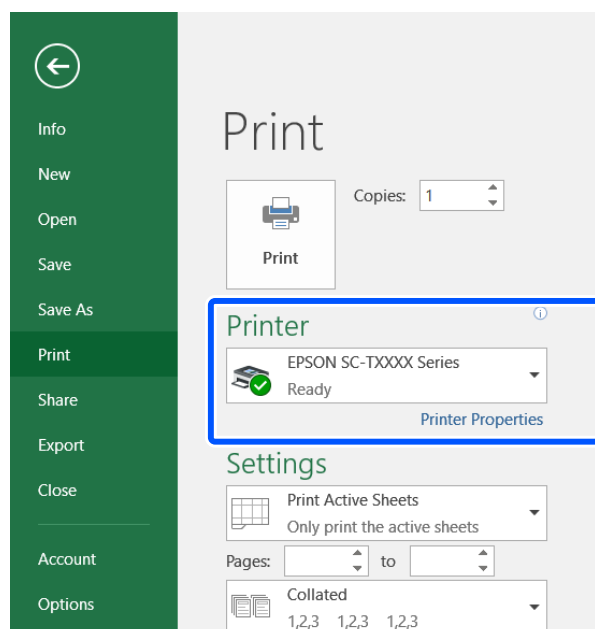 Info
New
Open
Save
Save As
Print
Share
Export
Close
Account
Options
Print
Copies: 1
Print
Printer
EPSON SC-TXXXX Series
Ready
Printer Properties
Settings
Print Active Sheets
Only print the active sheets
Pages: to
Collated
1,2,3 1,2,3 1,2,3